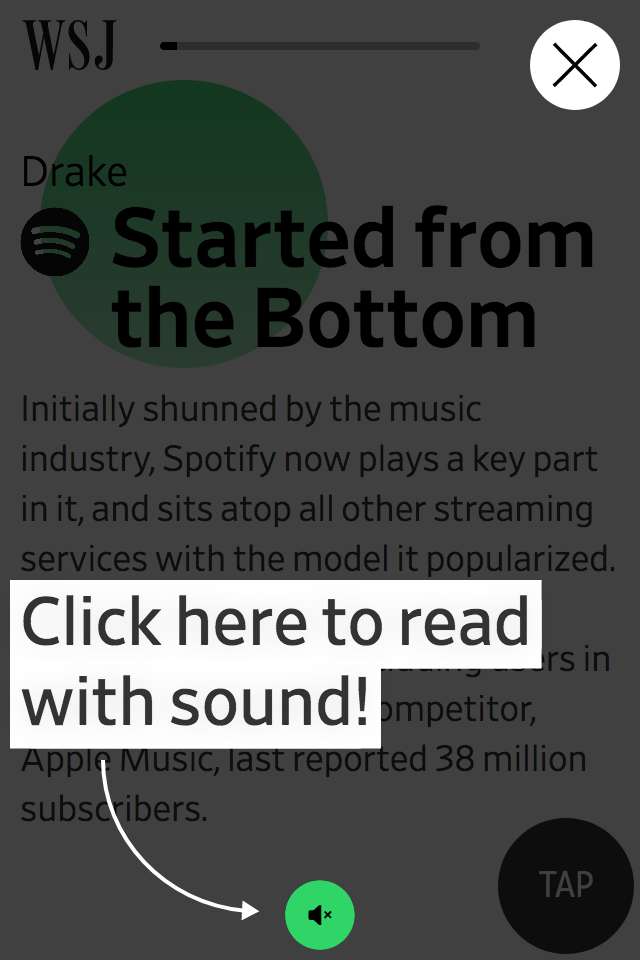 WSJ
Drake
Started from
the Bottom
Initially shunned by the music
industry, Spotify now plays a key part
in it, and sits atop all other streaming
services with the model it popularized.
Click here to read
with sound!
in
ompetitor,
Apple Music, last reported 38 million
subscribers.
TAP